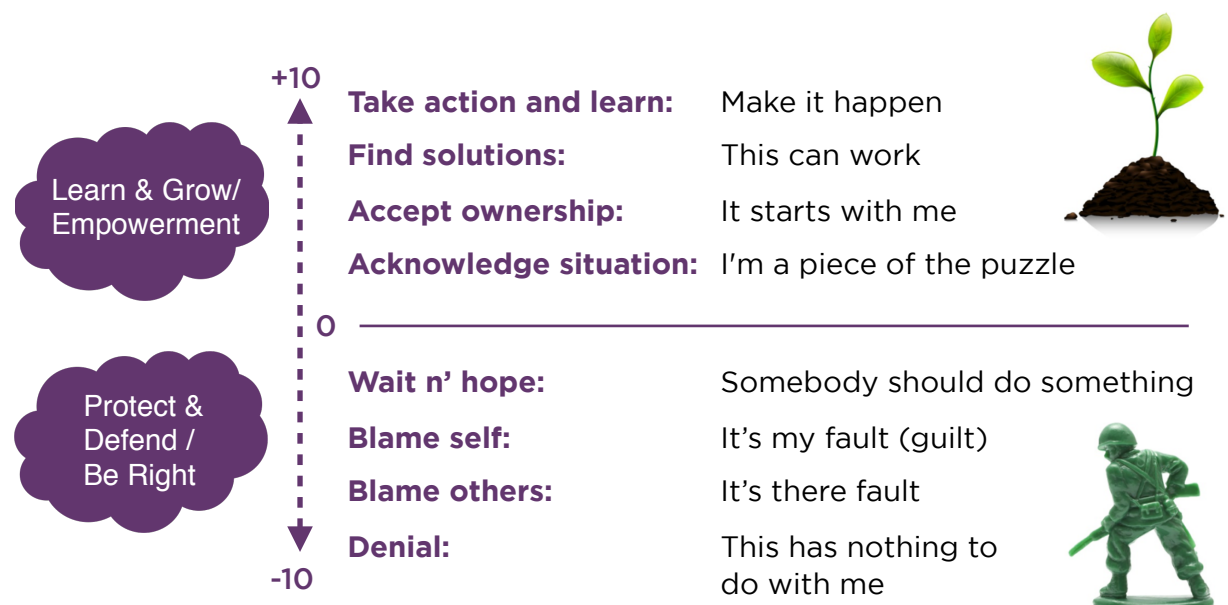 +10
Take action and learn: Make it happen
Find solutions: This can work
Learn & Grow/
Empowerment
Accept ownership: It starts with me
Acknowledge situation: I'm a piece of the puzzle
0
Wait n’ hope: Somebody should do something
Protect &
Defend /
Be Right
Blame self: It’s my fault (guilt)
Blame others: It’s there fault
Denial: This has nothing to
do with me
-10